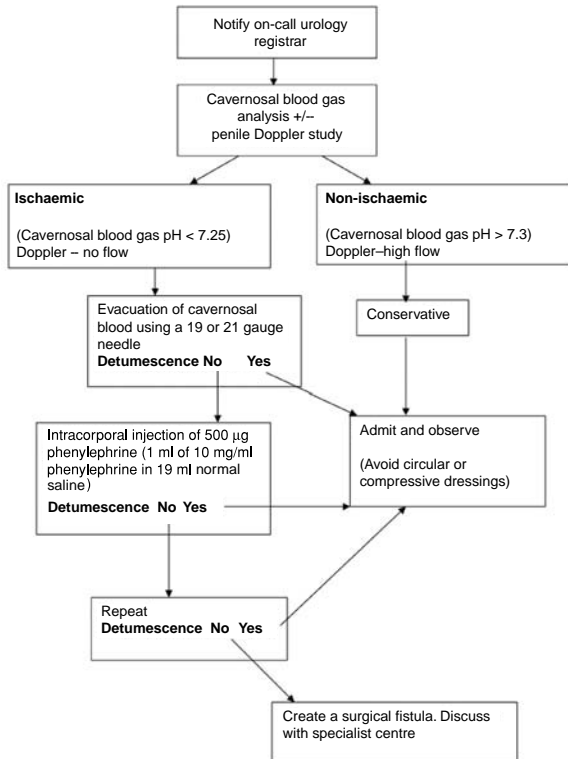 Notify on-call urology
registrar
Cavernosal blood gas
analysis +/--
penile Doppler study
Ischaemic
(Cavernosal blood gas pH < 7.25)
Doppler – no flow
Non-ischaemic
(Cavernosal blood gas pH > 7.3)
Doppler–high flow
Evacuation of cavernosal
blood using a 19 or 21 gauge
needle
Detumescence No Yes
Conservative
Intracorporal injection of 500 µg
phenylephrine (1 ml of 10 mg/ml
phenylephrine in 19 ml normal
saline)
Detumescence No Yes
Admit and observe
(Avoid circular or
compressive dressings)
Repeat
Detumescence No Yes
Create a surgical fistula. Discuss
with specialist centre